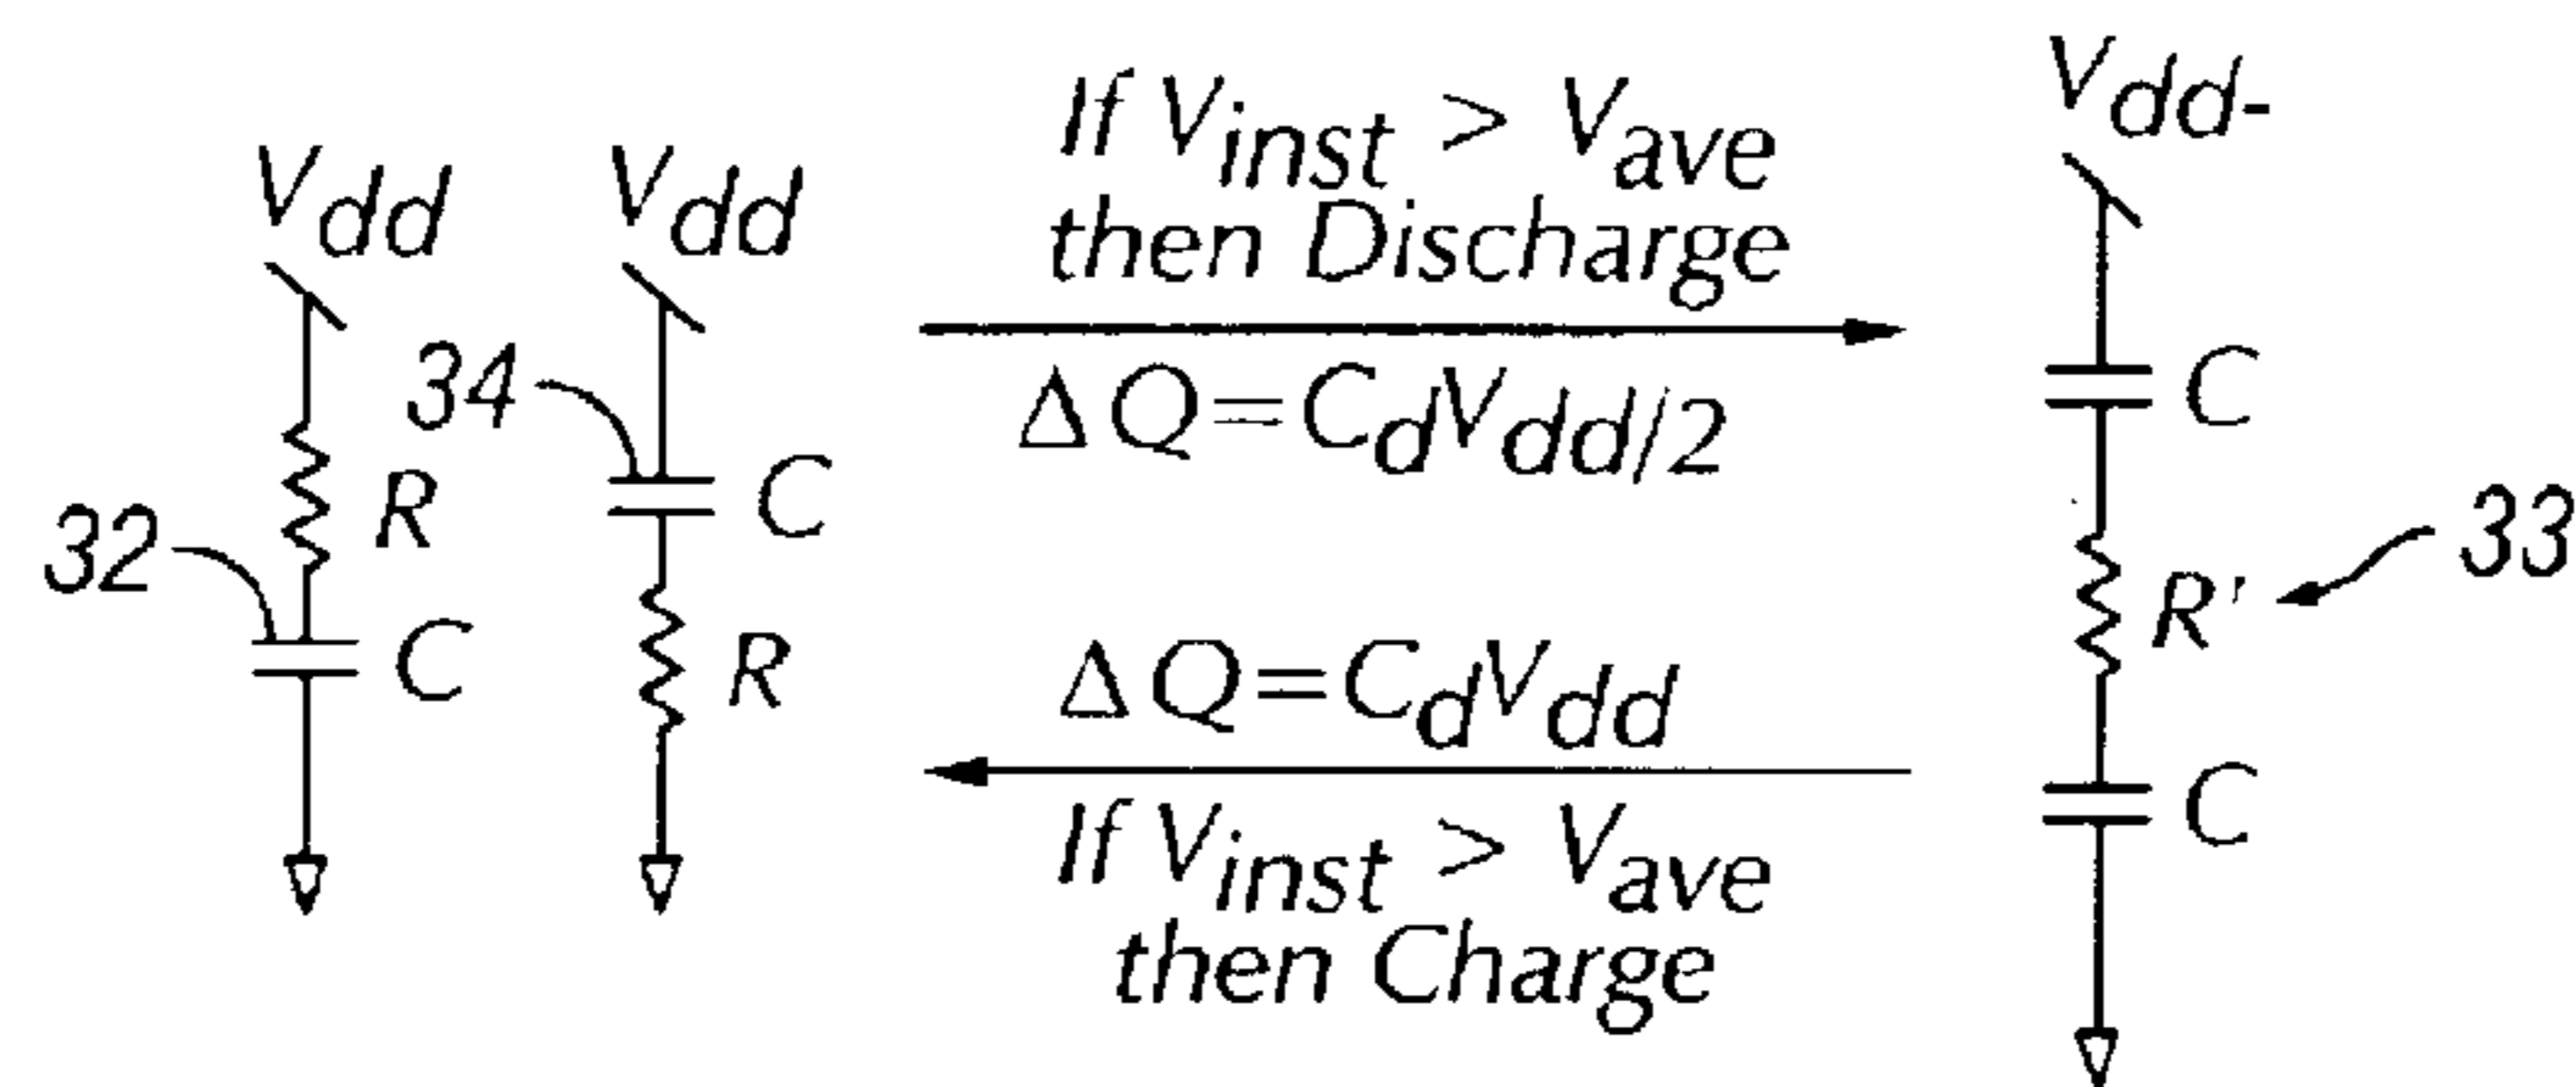 Vdd
Vdd
32
R
C
34
C
R
If Vinst > Vave
then Discharge
ΔQ=CdVdd/2
ΔQ=CdVdd
If Vinst > Vave
then Charge
Vdd-
C
R'
33
C